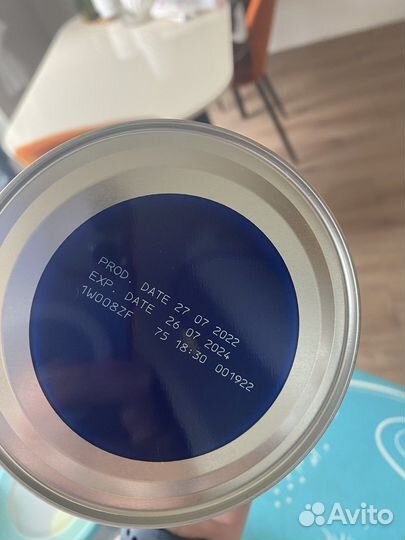 PROD. DATE 27 07 2022
EXP. DATE 26 07 2024
1W008ZF 75 18:30 001922
Avito